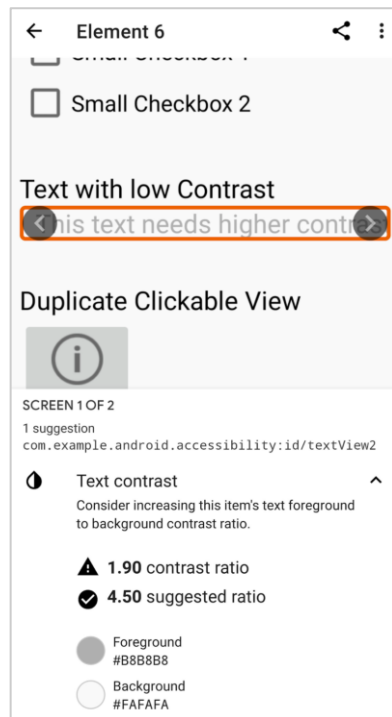 Element 6
Small Checkbox 2
Text with low Contrast
his text needs higher contras
Duplicate Clickable View
i
SCREEN 1 OF 2
1 suggestion
com.example.android.accessibility:id/textView2
Text contrast
Consider increasing this item's text foreground
to background contrast ratio.
1.90 contrast ratio
4.50 suggested ratio
Foreground
#B8B8B8
Background
#FAFAFA